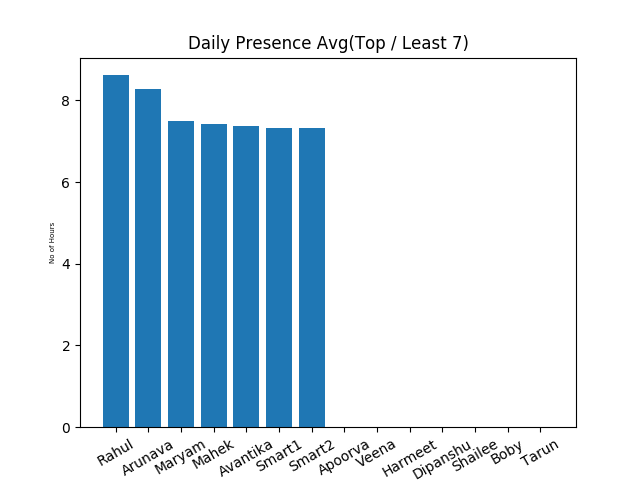 Daily Presence Avg(Top / Least 7)
8
6
4
2
0
No of Hours
Rahul
Arunava
Maryam
Mahek
Avantika
Smart1
Smart2
Apoorva
Veena
Harmeet
Dipanshu
Shailee
Boby
Tarun